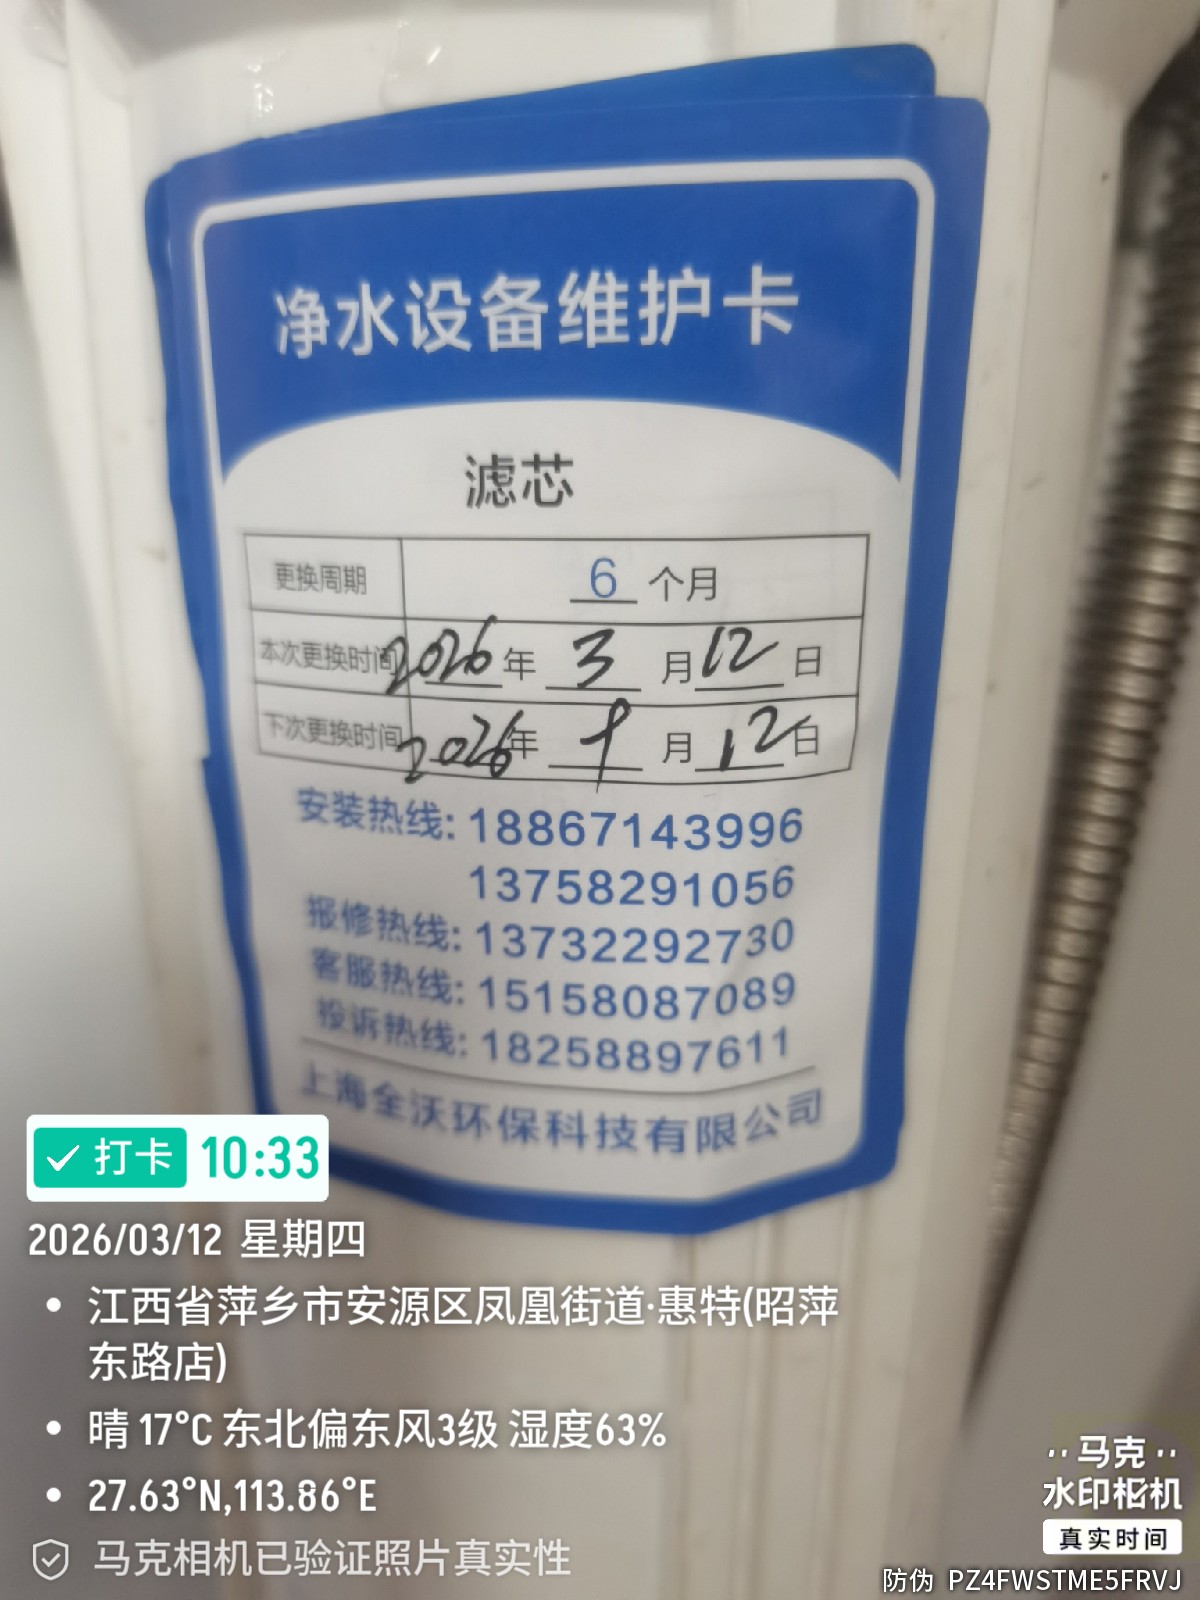 净水设备维护卡
滤芯
更换周期 6 个月
本次更换时间 2026 年 3 月 12 日
下次更换时间 2026 年 9 月 12 日
安装热线: 18867143996
13758291056
报修热线: 13732292730
客服热线: 15158087089
投诉热线: 18258897611
上海全沃环保科技有限公司
打卡 10:33
2026/03/12 星期四
江西省萍乡市安源区凤凰街道·惠特(昭萍
东路店)
晴 17°C 东北偏东风3级 湿度63%
27.63°N,113.86°E
马克相机已验证照片真实性
马克
水印相机
真实时间
防伪 PZ4FWSTME5FRVJ